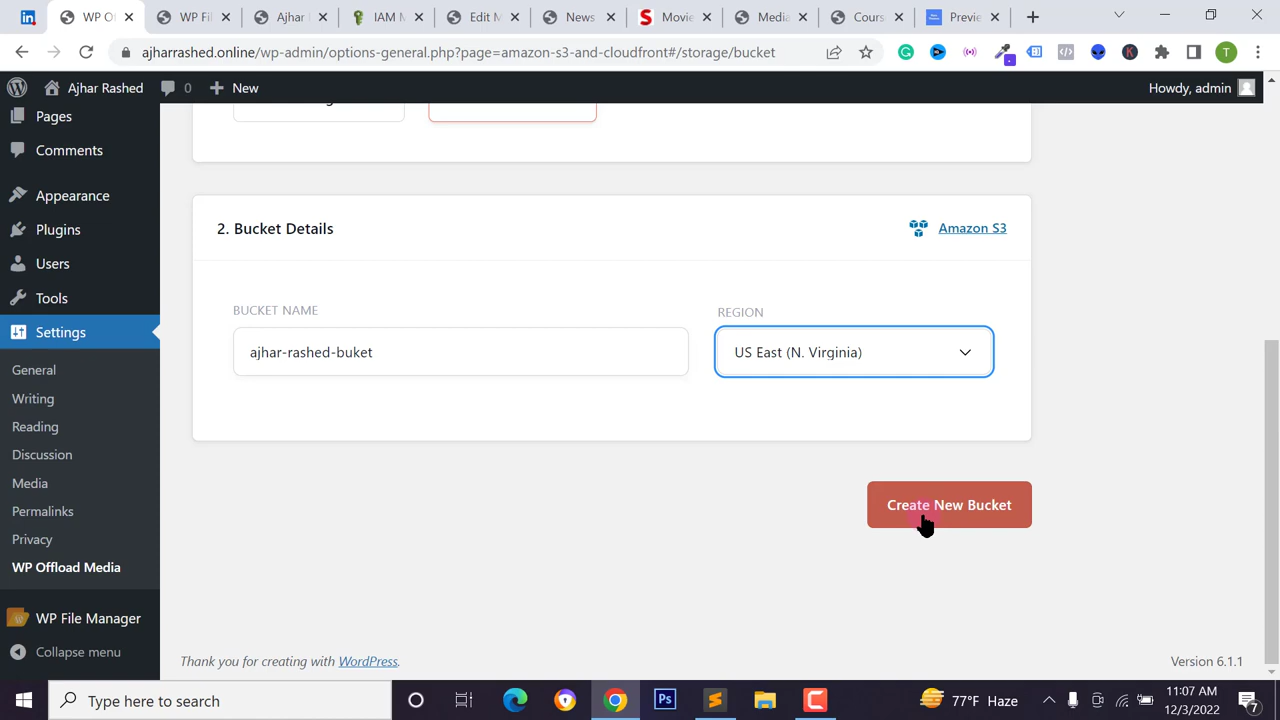 WP Of
WP Fil
Ajhar
IAM M
Edit M
News
Movie
Media
Cours
Previe
ajharrashed.online/wp-admin/options-general.php?page=amazon-s3-and-cloudfront#/storage/bucket
T
Ajhar Rashed 0 New Howdy, admin
Pages
Comments
Appearance
Plugins
Users
Tools
Settings
General
Writing
Reading
Discussion
Media
Permalinks
Privacy
WP Offload Media
WP File Manager
Collapse menu
2. Bucket Details
Amazon S3
BUCKET NAME
REGION
ajhar-rashed-buket
US East (N. Virginia)
Create New Bucket
Thank you for creating with WordPress.
Version 6.1.1
Type here to search
Ps
77°F Haze
11:07 AM
12/3/2022
7